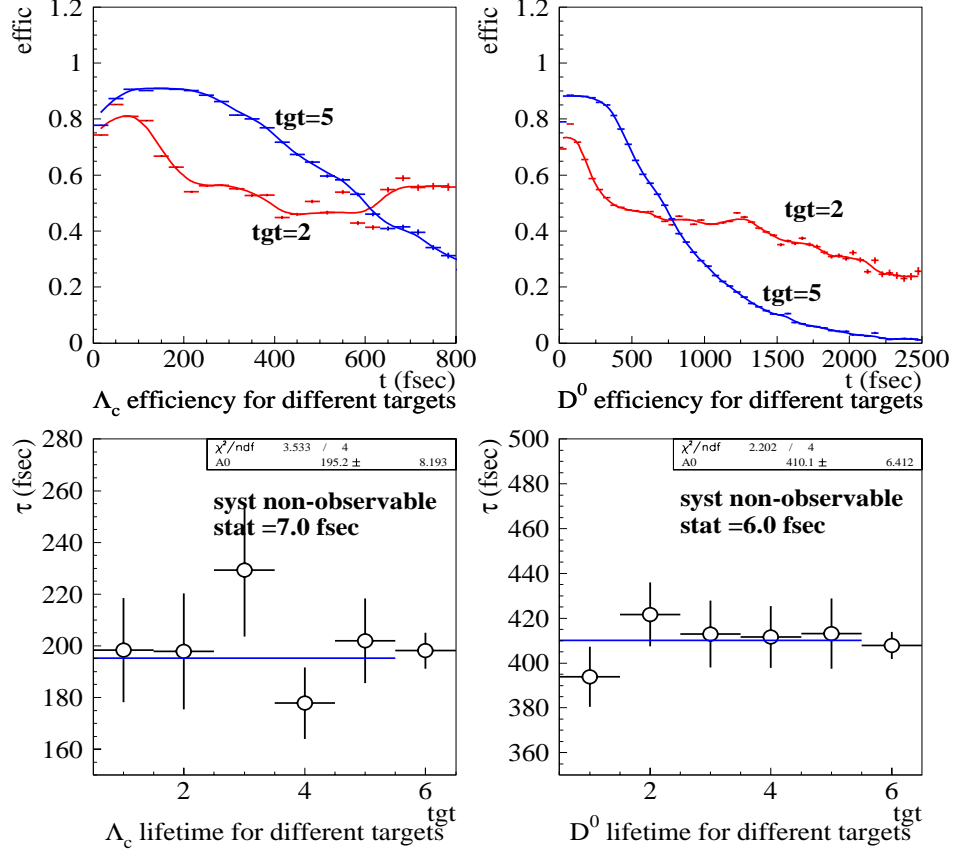 effic
1.2
1
0.8
0.6
0.4
0.2
0
tgt=5
tgt=2
0 200 400 600 800
t (fsec)
Λc efficiency for different targets
effic
1.2
1
0.8
0.6
0.4
0.2
0
tgt=2
tgt=5
0 500 1000 1500 2000 2500
t (fsec)
D⁰ efficiency for different targets
τ (fsec)
280
260
240
220
200
180
160
χ²/ndf 3.533 / 4
A0 195.2 ± 8.193
syst non-observable
stat =7.0 fsec
2 4 6
tgt
Λc lifetime for different targets
τ (fsec)
500
480
460
440
420
400
380
360
χ²/ndf 2.202 / 4
A0 410.1 ± 6.412
syst non-observable
stat =6.0 fsec
2 4 6
tgt
D⁰ lifetime for different targets